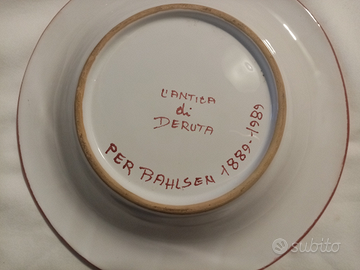 L'ANTICA
di
DERUTA
PER BAHLSEN 1889-1989
subito